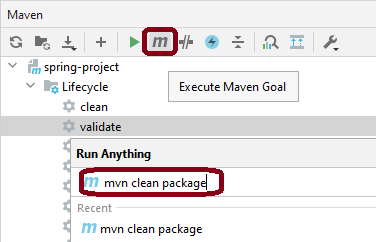 Maven
m
Execute Maven Goal
spring-project
Lifecycle
clean
validate
Run Anything
m mvn clean package
Recent
m mvn clean package